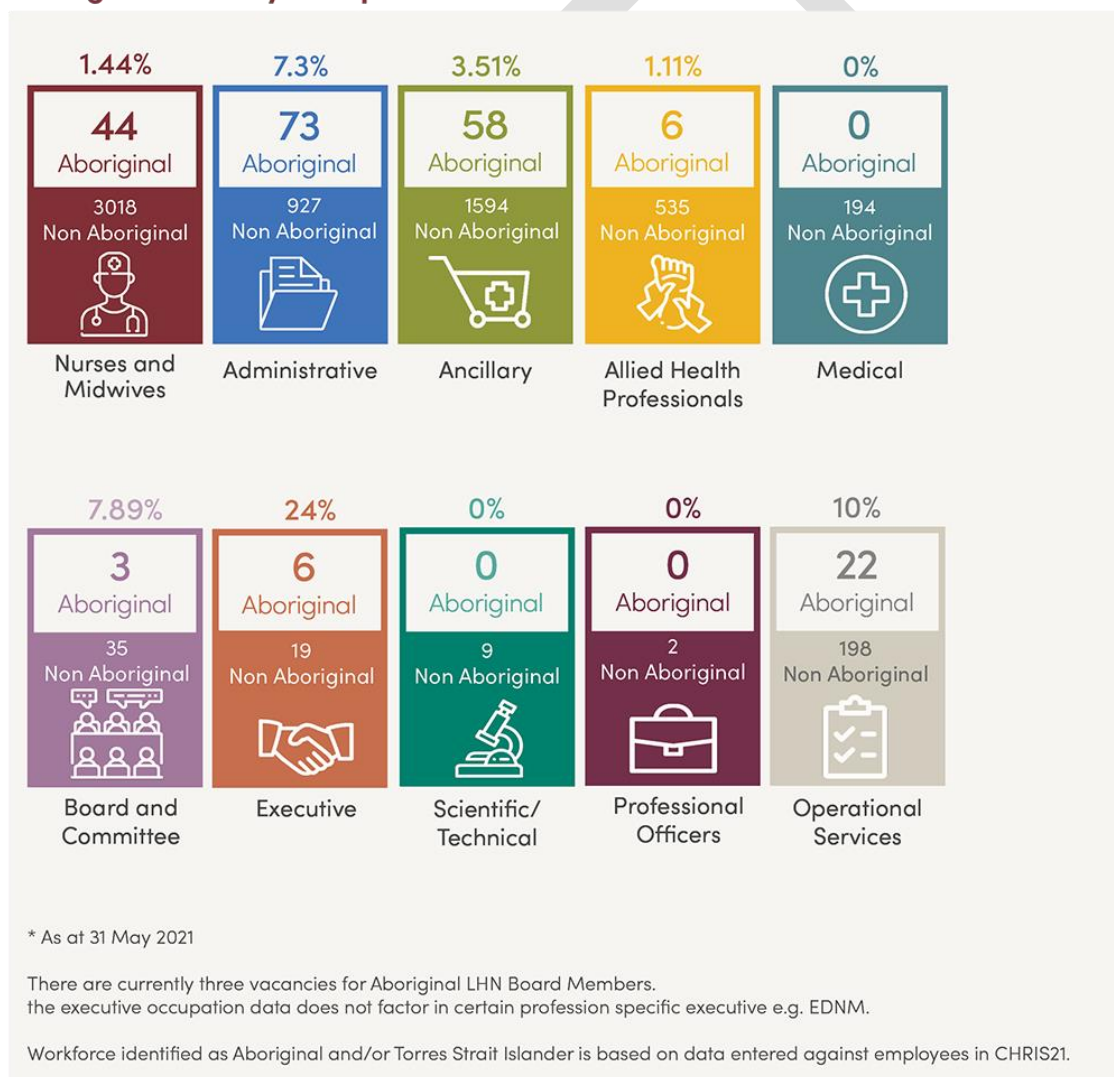 1.44%
44
Aboriginal
3018
Non Aboriginal
Nurses and
Midwives
7.3%
73
Aboriginal
927
Non Aboriginal
Administrative
3.51%
58
Aboriginal
1594
Non Aboriginal
Ancillary
1.11%
6
Aboriginal
535
Non Aboriginal
Allied Health
Professionals
0%
0
Aboriginal
194
Non Aboriginal
Medical
7.89%
3
Aboriginal
35
Non Aboriginal
Board and
Committee
24%
6
Aboriginal
19
Non Aboriginal
Executive
0%
0
Aboriginal
9
Non Aboriginal
Scientific/
Technical
0%
0
Aboriginal
2
Non Aboriginal
Professional
Officers
10%
22
Aboriginal
198
Non Aboriginal
Operational
Services
* As at 31 May 2021
There are currently three vacancies for Aboriginal LHN Board Members.
the executive occupation data does not factor in certain profession specific executive e.g. EDNM.
Workforce identified as Aboriginal and/or Torres Strait Islander is based on data entered against employees in CHRIS21.